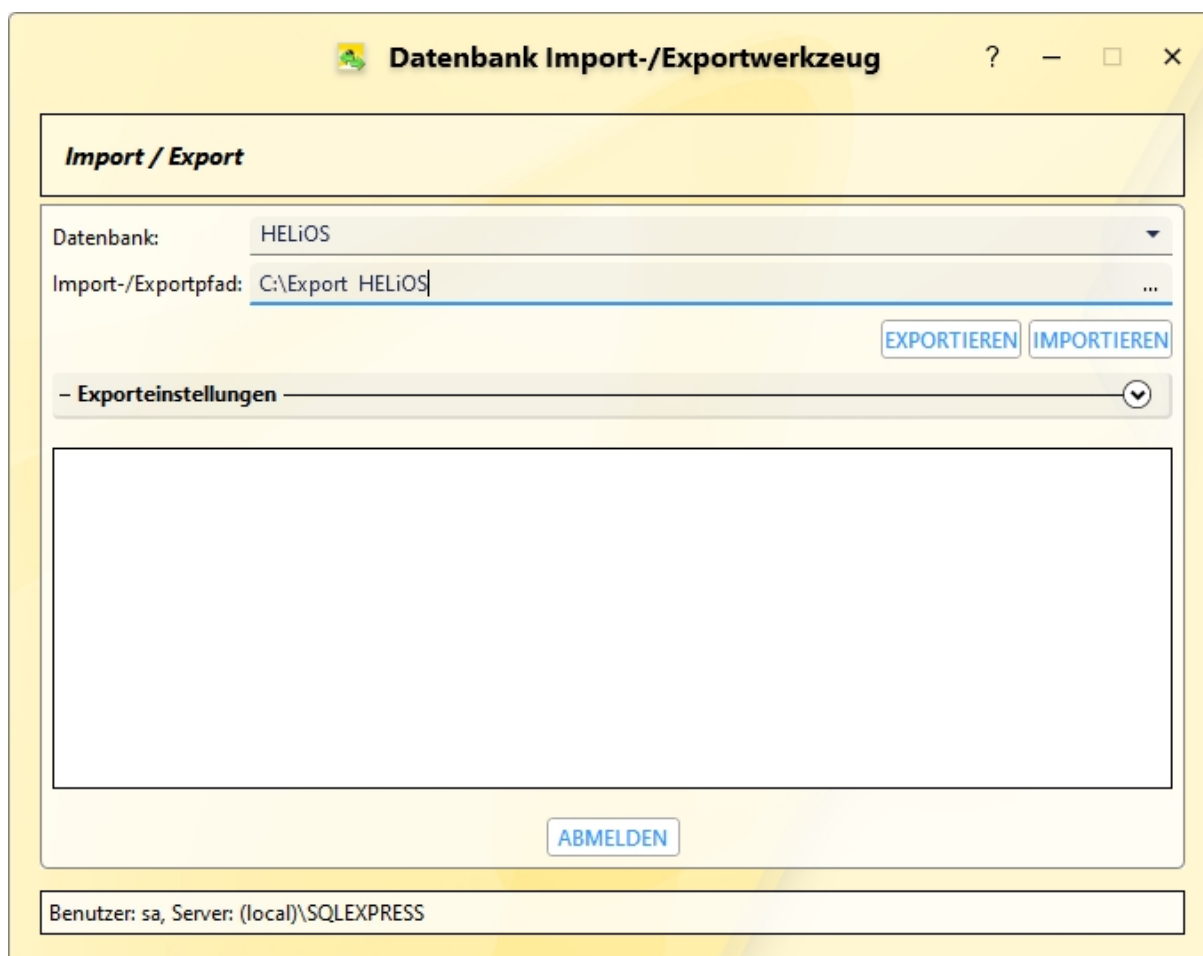 Datenbank Import-/Exportwerkzeug ?
Import / Export
Datenbank: HELiOS
Import-/Exportpfad: C:\Export HELiOS ...
EXPORTIEREN IMPORTIEREN
– Exporteinstellungen
ABMELDEN
Benutzer: sa, Server: (local)\SQLEXPRESS